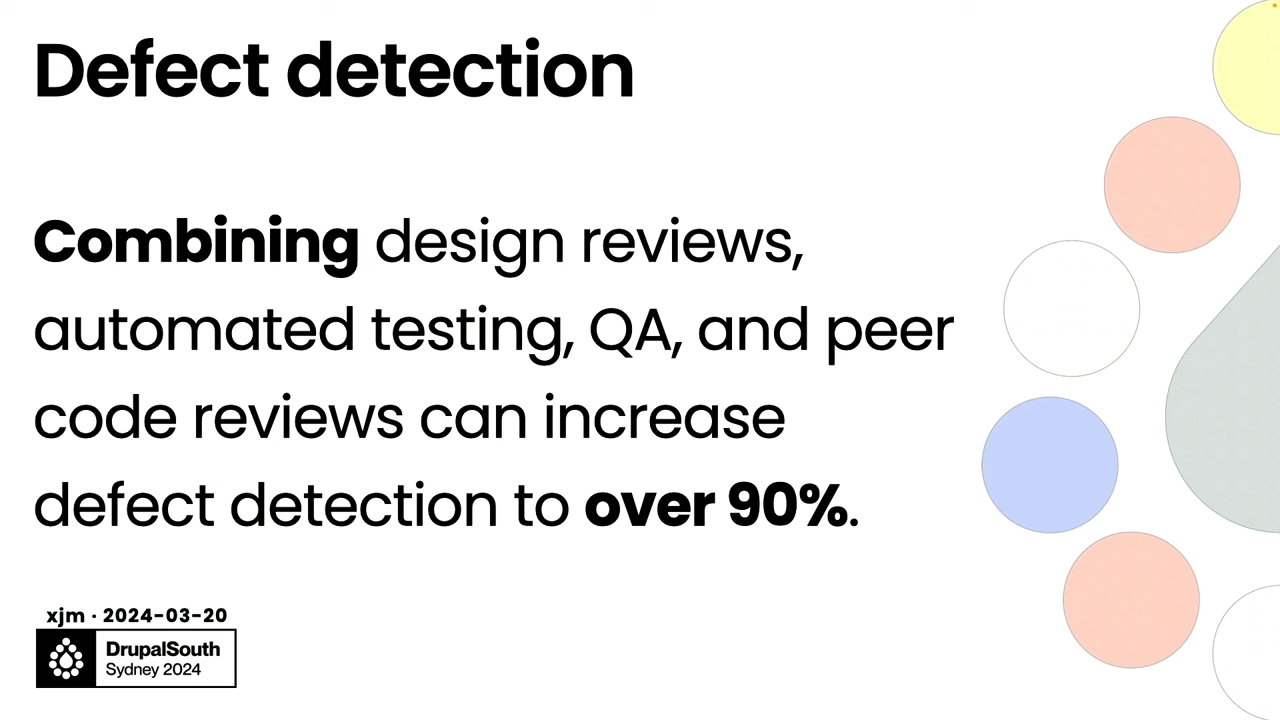 Defect detection
Combining design reviews,
automated testing, QA, and peer
code reviews can increase
defect detection to over 90%.
xjm · 2024-03-20
DrupalSouth
Sydney 2024